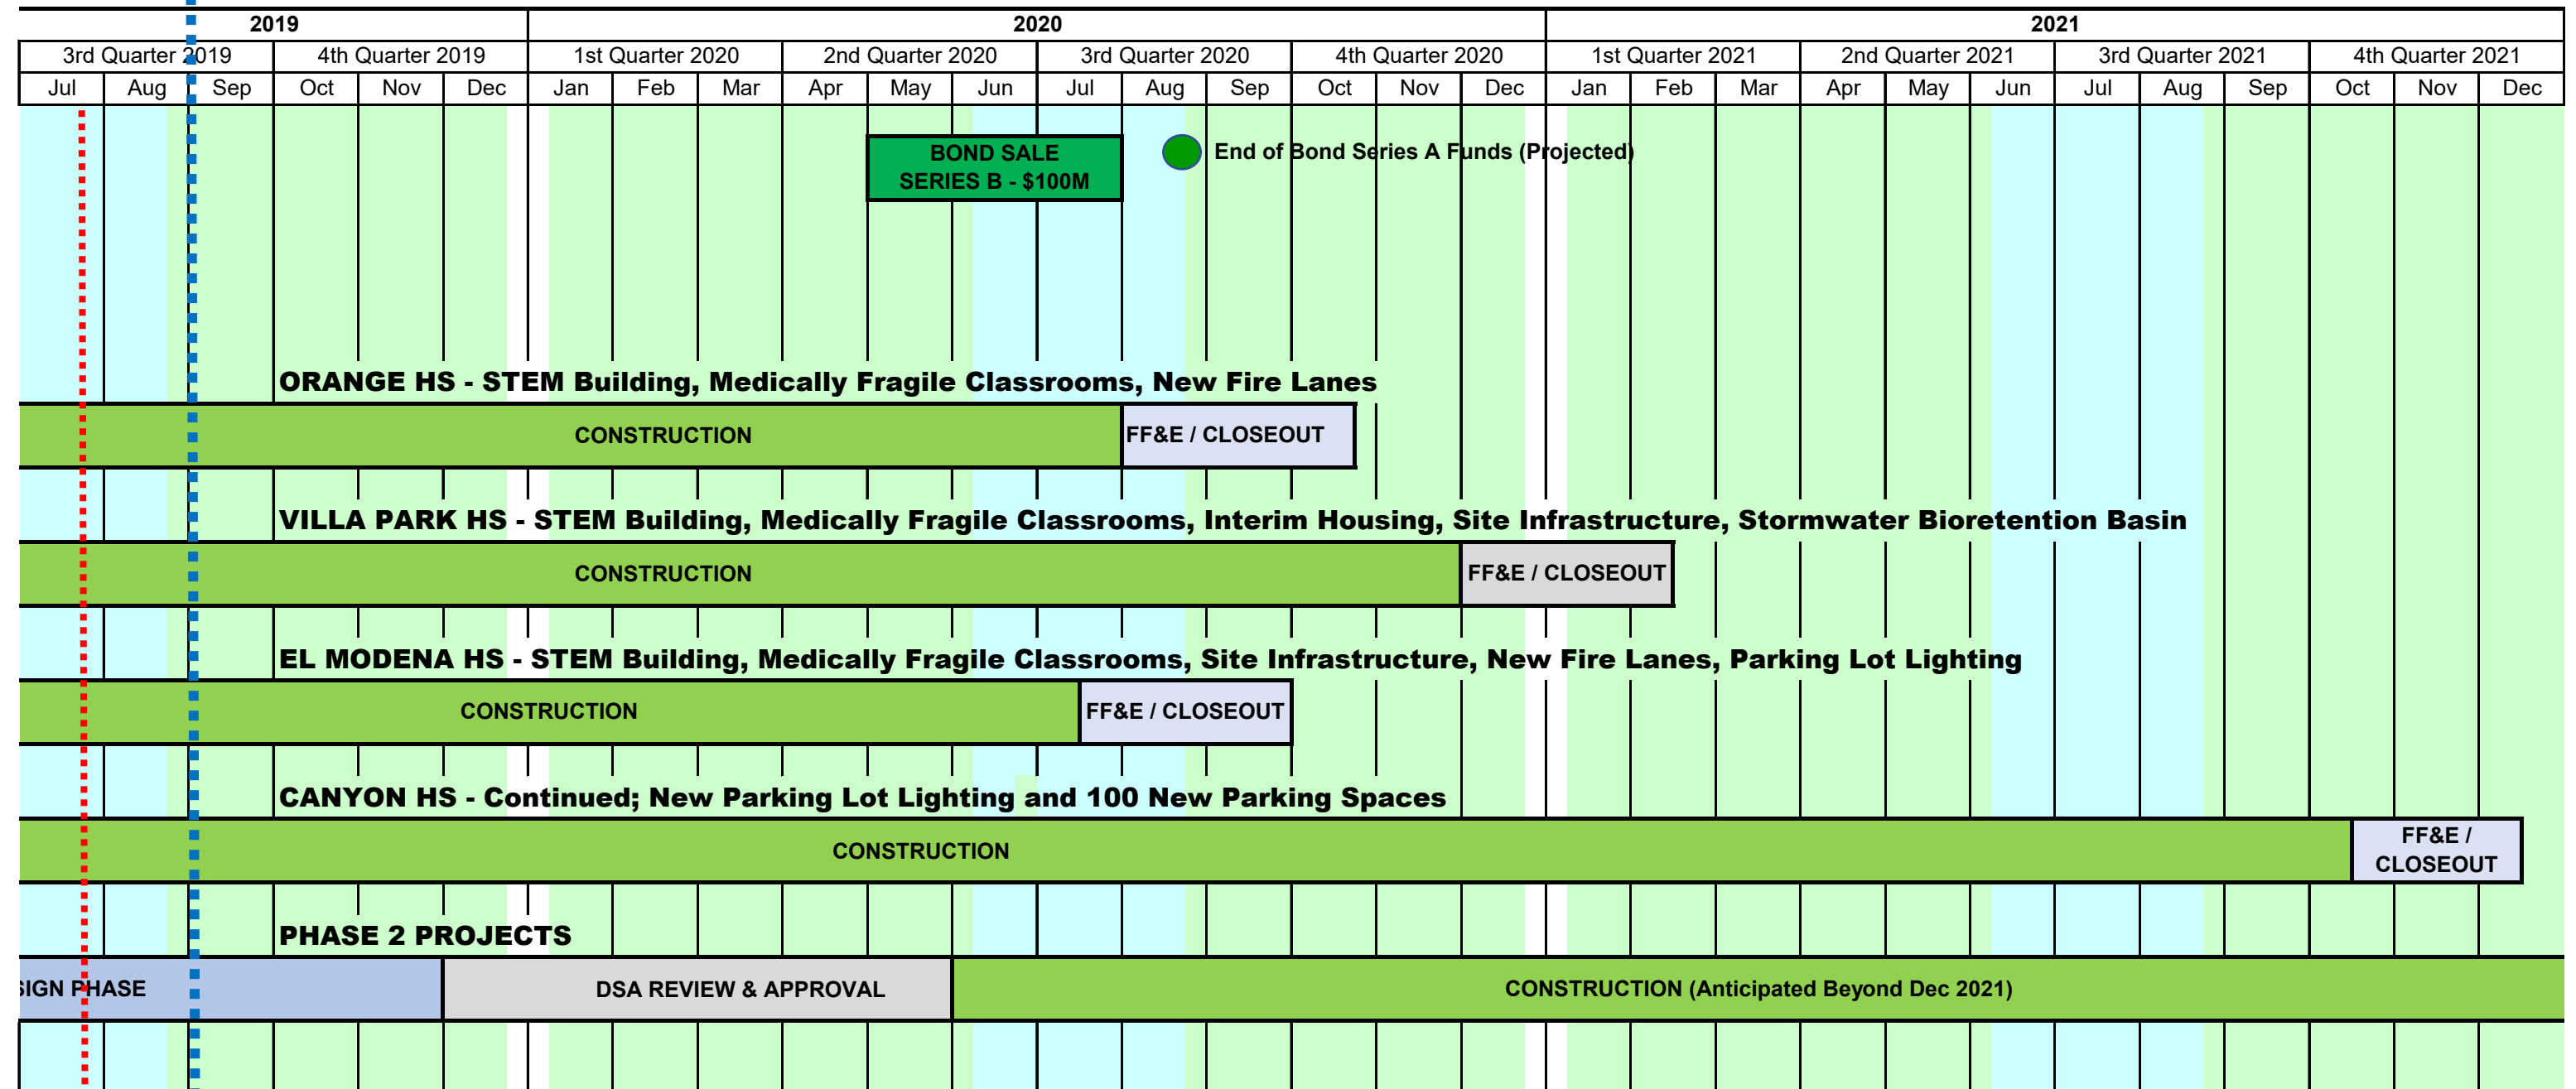 2019 2020 2021
3rd Quarter 2019 4th Quarter 2019 1st Quarter 2020 2nd Quarter 2020 3rd Quarter 2020 4th Quarter 2020 1st Quarter 2021 2nd Quarter 2021 3rd Quarter 2021 4th Quarter 2021
Jul Aug Sep Oct Nov Dec Jan Feb Mar Apr May Jun Jul Aug Sep Oct Nov Dec Jan Feb Mar Apr May Jun Jul Aug Sep Oct Nov Dec
BOND SALE
SERIES B - $100M
End of Bond Series A Funds (Projected)
ORANGE HS - STEM Building, Medically Fragile Classrooms, New Fire Lanes
CONSTRUCTION FF&E / CLOSEOUT
VILLA PARK HS - STEM Building, Medically Fragile Classrooms, Interim Housing, Site Infrastructure, Stormwater Bioretention Basin
CONSTRUCTION FF&E / CLOSEOUT
EL MODENA HS - STEM Building, Medically Fragile Classrooms, Site Infrastructure, New Fire Lanes, Parking Lot Lighting
CONSTRUCTION FF&E / CLOSEOUT
CANYON HS - Continued; New Parking Lot Lighting and 100 New Parking Spaces
CONSTRUCTION
FF&E /
CLOSEOUT
PHASE 2 PROJECTS
SIGN PHASE DSA REVIEW & APPROVAL CONSTRUCTION (Anticipated Beyond Dec 2021)